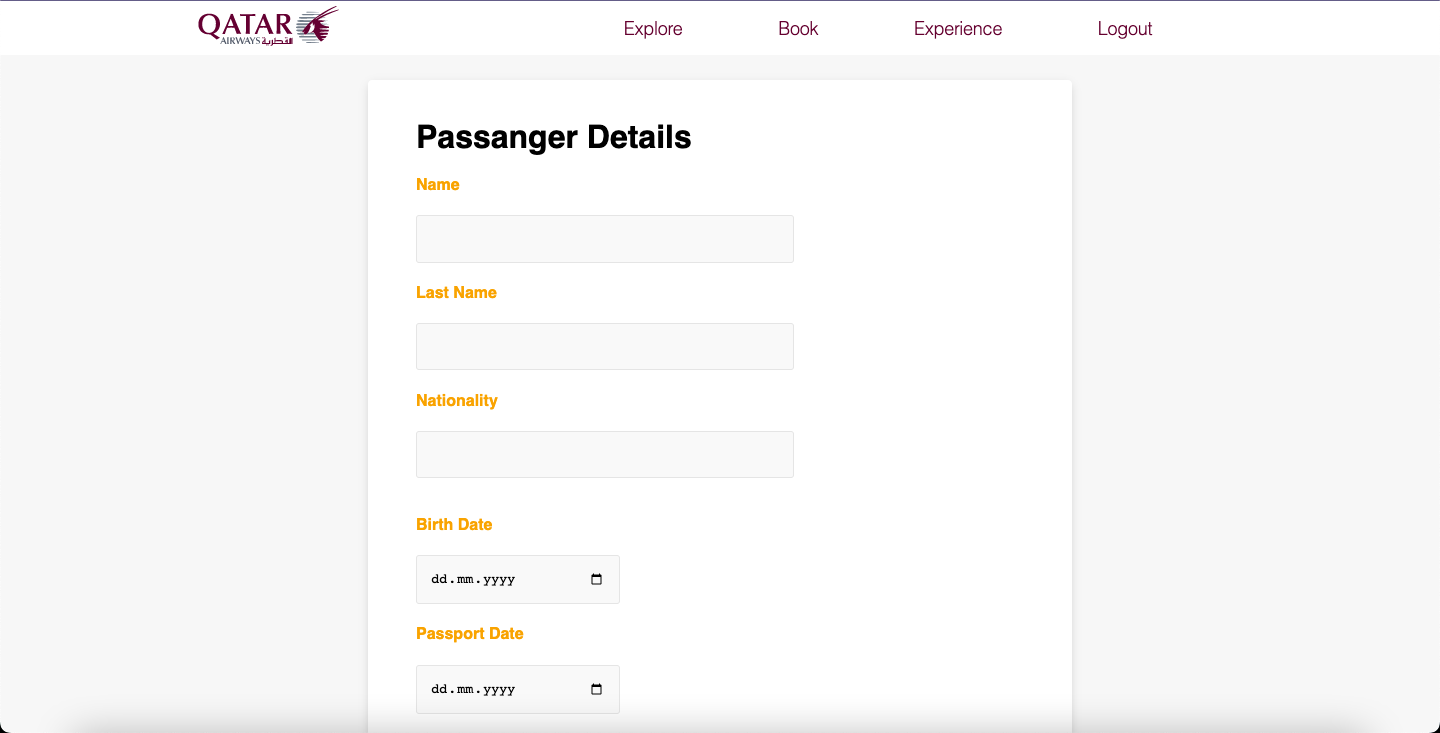 QATAR
AIRWAYS القطرية
Explore
Book
Experience
Logout
Passanger Details
Name
Last Name
Nationality
Birth Date
dd.mm.yyyy
Passport Date
dd.mm.yyyy